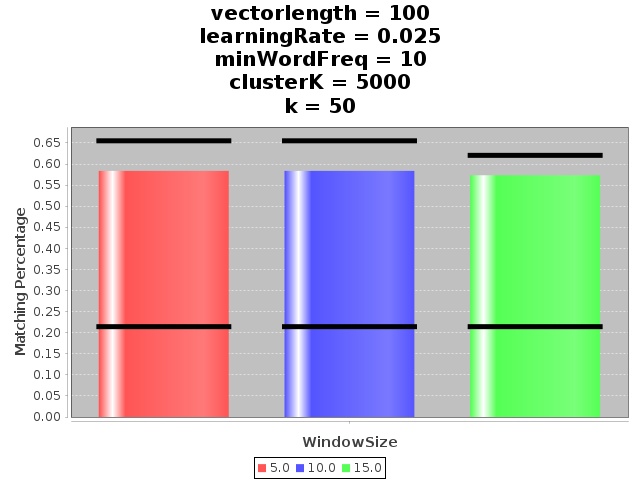 vectorlength = 100
learningRate = 0.025
minWordFreq = 10
clusterK = 5000
k = 50
Matching Percentage
0.65
0.60
0.55
0.50
0.45
0.40
0.35
0.30
0.25
0.20
0.15
0.10
0.05
0.00
WindowSize
5.0 10.0 15.0